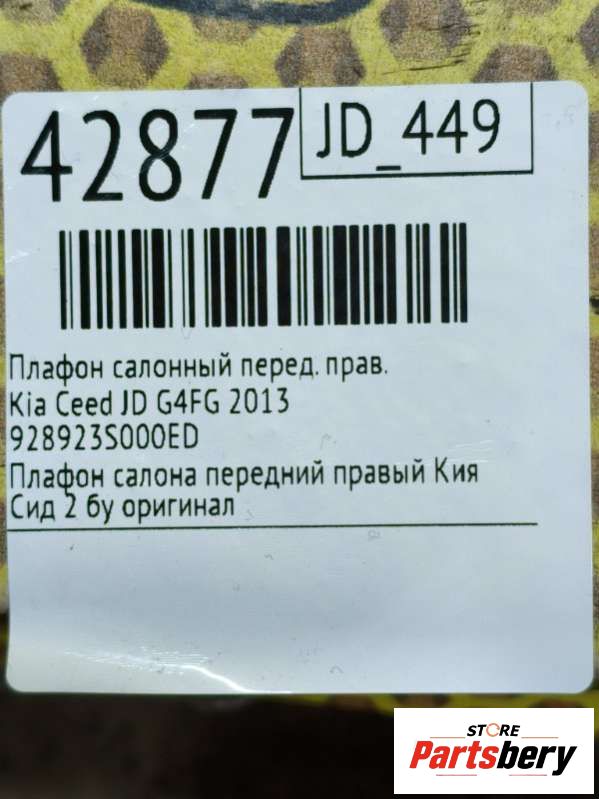 42877
JD_449
Плафон салонный перед. прав.
Kia Ceed JD G4FG 2013
928923S000ED
Плафон салона передний правый Кия
Сид 2 бу оригинал
STORE
Partsbery